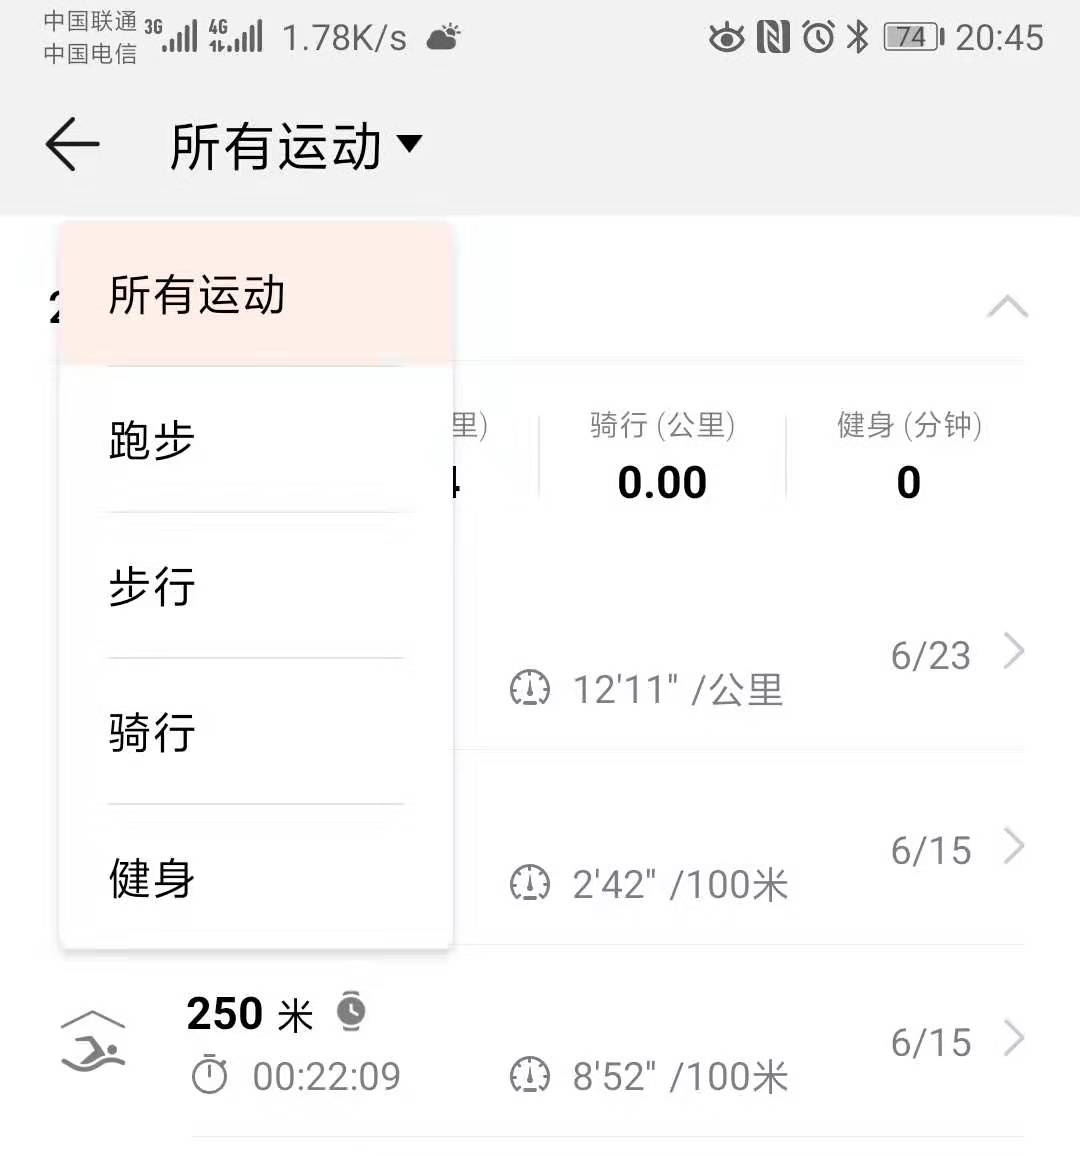 中国联通 3G 4G 1.78K/s 74 20:45
中国电信
所有运动
所有运动
跑步
步行
骑行
健身
里) 骑行 (公里) 健身 (分钟)
0.00 0
6/23
12'11" /公里
6/15
2'42" /100米
250 米
6/15
00:22:09 8'52" /100米